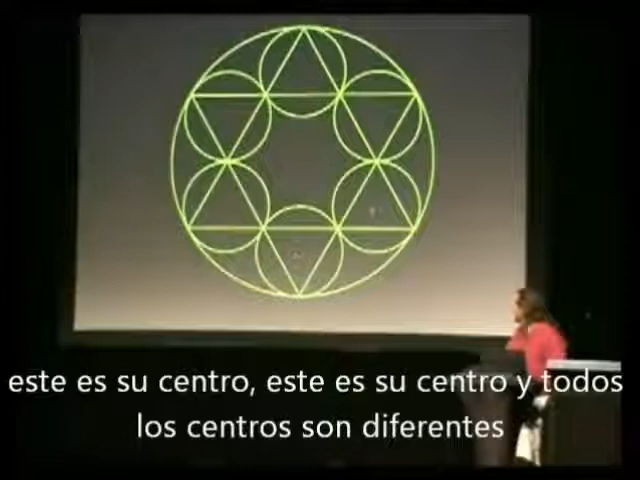 este es su centro, este es su centro y todos
los centros son diferentes